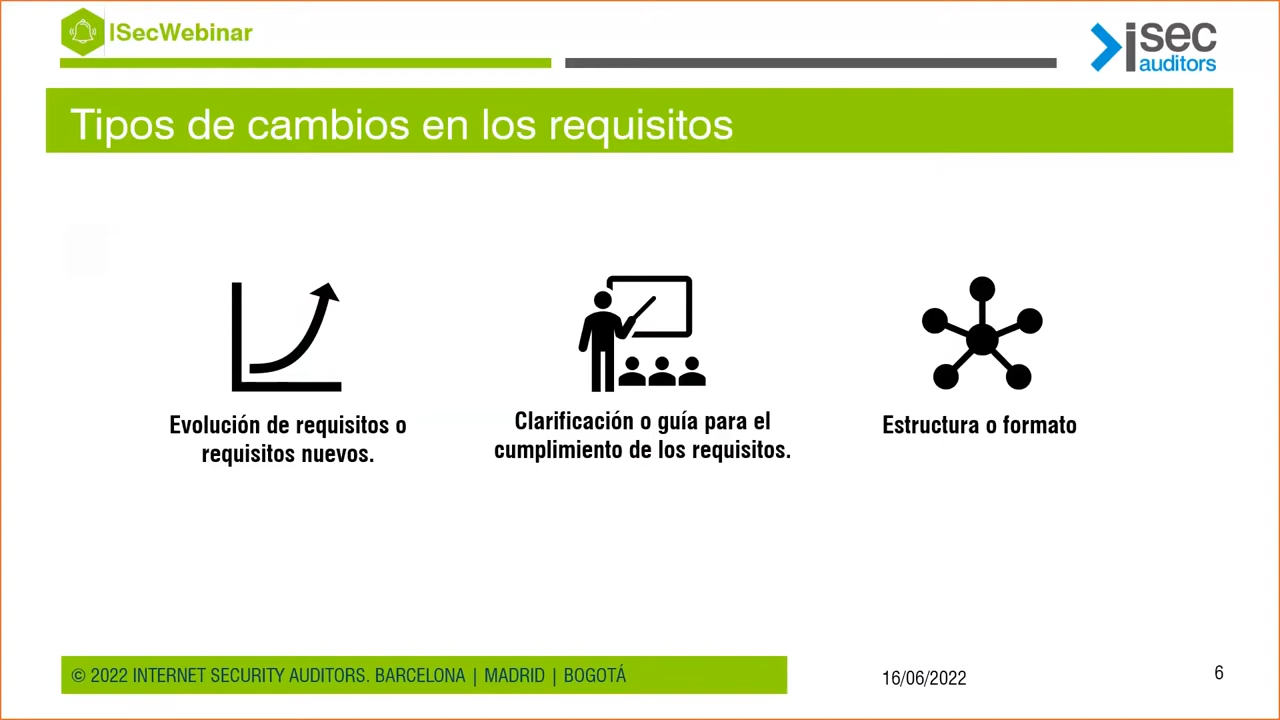 ISecWebinar
isec
auditors
Tipos de cambios en los requisitos
Evolución de requisitos o
requisitos nuevos.
Clarificación o guía para el
cumplimiento de los requisitos.
Estructura o formato
© 2022 INTERNET SECURITY AUDITORS. BARCELONA | MADRID | BOGOTÁ
16/06/2022
6